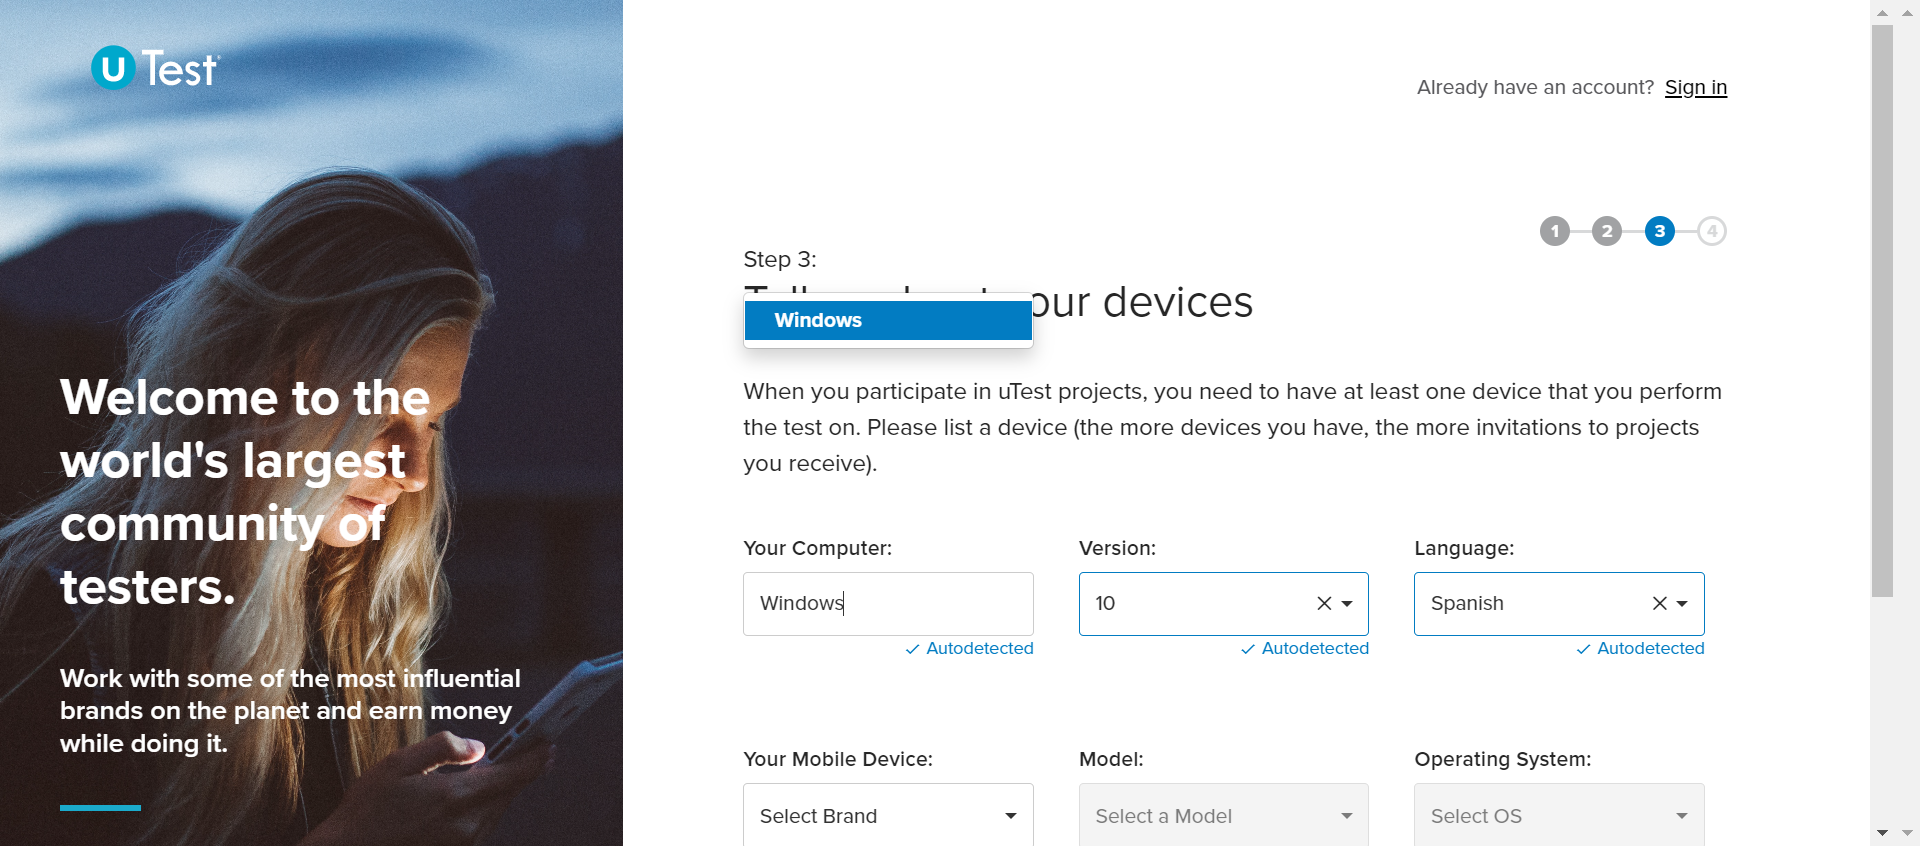 uTest
Welcome to the
world's largest
community of
testers.
Work with some of the most influential
brands on the planet and earn money
while doing it.
Already have an account? Sign in
1 2 3 4
Step 3:
our devices
Windows
When you participate in uTest projects, you need to have at least one device that you perform
the test on. Please list a device (the more devices you have, the more invitations to projects
you receive).
Your Computer: Version: Language:
Windows 10 Spanish
Autodetected Autodetected Autodetected
Your Mobile Device: Model: Operating System:
Select Brand Select a Model Select OS